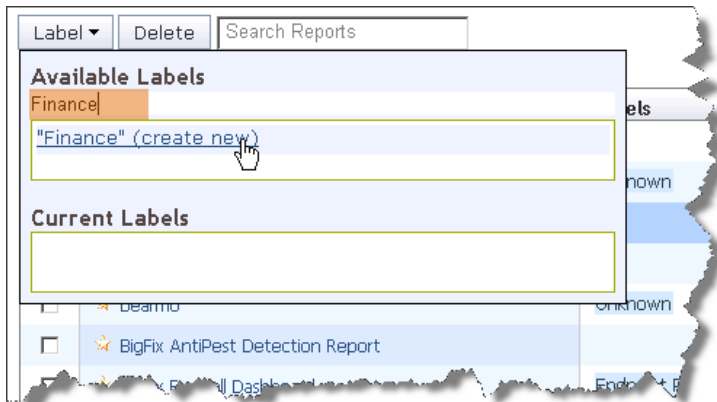 Label Delete Search Reports
Available Labels
Finance
"Finance" (create new)
Current Labels
els
nown
Unknown
BigFix AntiPest Detection Report